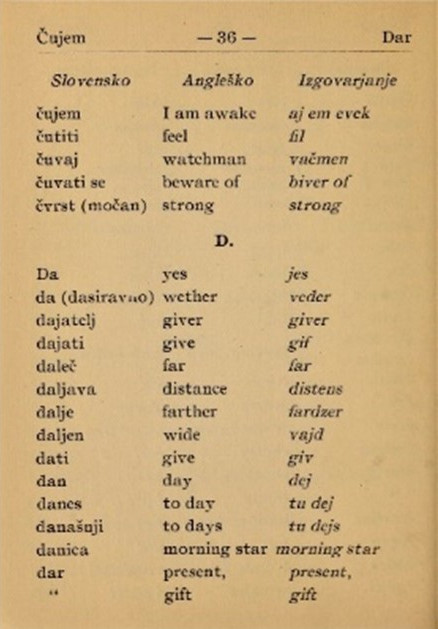 Čujem — 36 — Dar
Slovensko Angleško Izgovarjanje
čujem I am awake aj em evek
čutiti feel fil
čuvaj watchman vačmen
čuvati se beware of biver of
čvrst (močan) strong strong
D.
Da yes jes
da (dasiravno) wether veder
dajatelj giver giver
dajati give gif
daleč far far
daljava distance distens
dalje farther fardzer
daljen wide vajd
dati give giv
dan day dej
danes to day tu dej
današnji to days tu dejs
danica morning star morning star
dar present, present,
“ gift gift